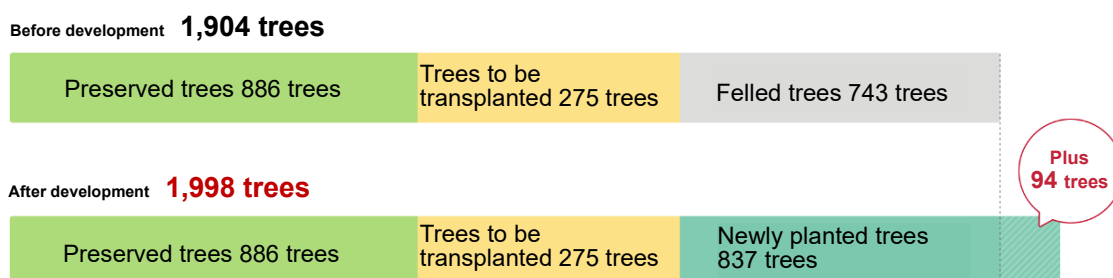 Before development 1,904 trees
Preserved trees 886 trees
Trees to be
transplanted 275 trees
Felled trees 743 trees
Plus
94 trees
After development 1,998 trees
Preserved trees 886 trees
Trees to be
transplanted 275 trees
Newly planted trees
837 trees